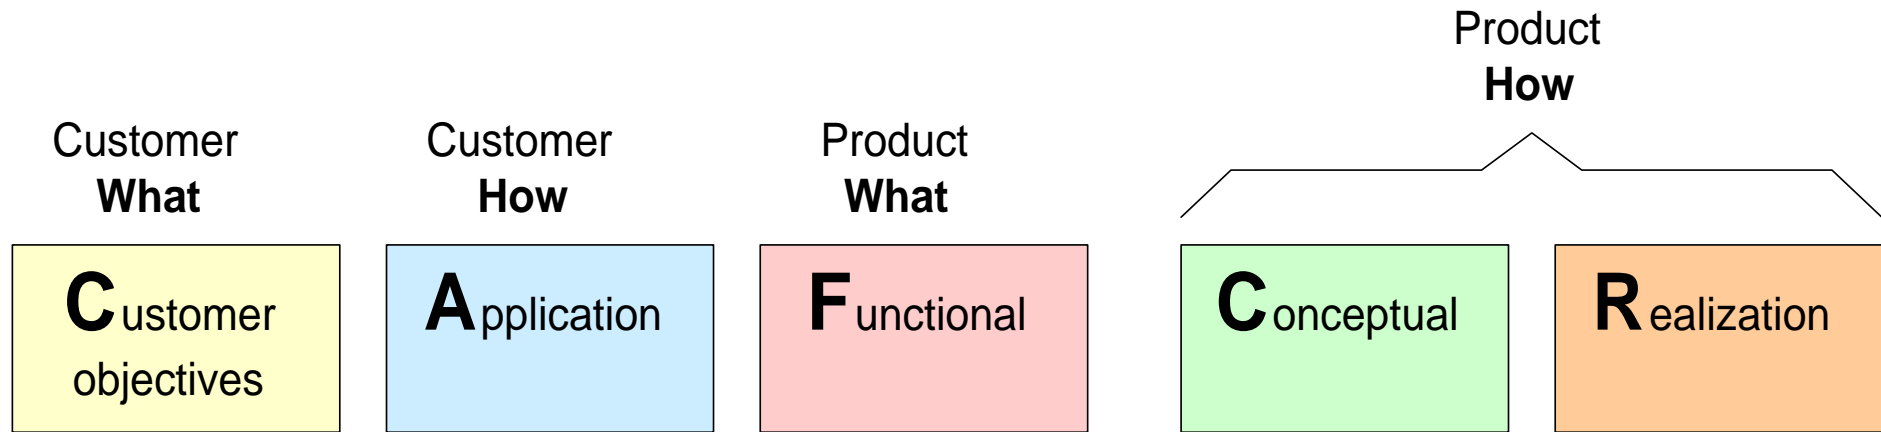 Product
How
Customer
What
Customer
How
Product
What
Customer
objectives
Application
Functional
Conceptual
Realization